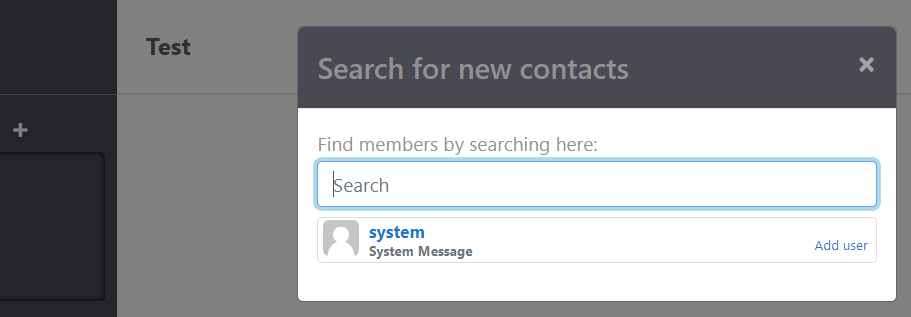 Test
Search for new contacts
Find members by searching here:
Search
system
System Message
Add user